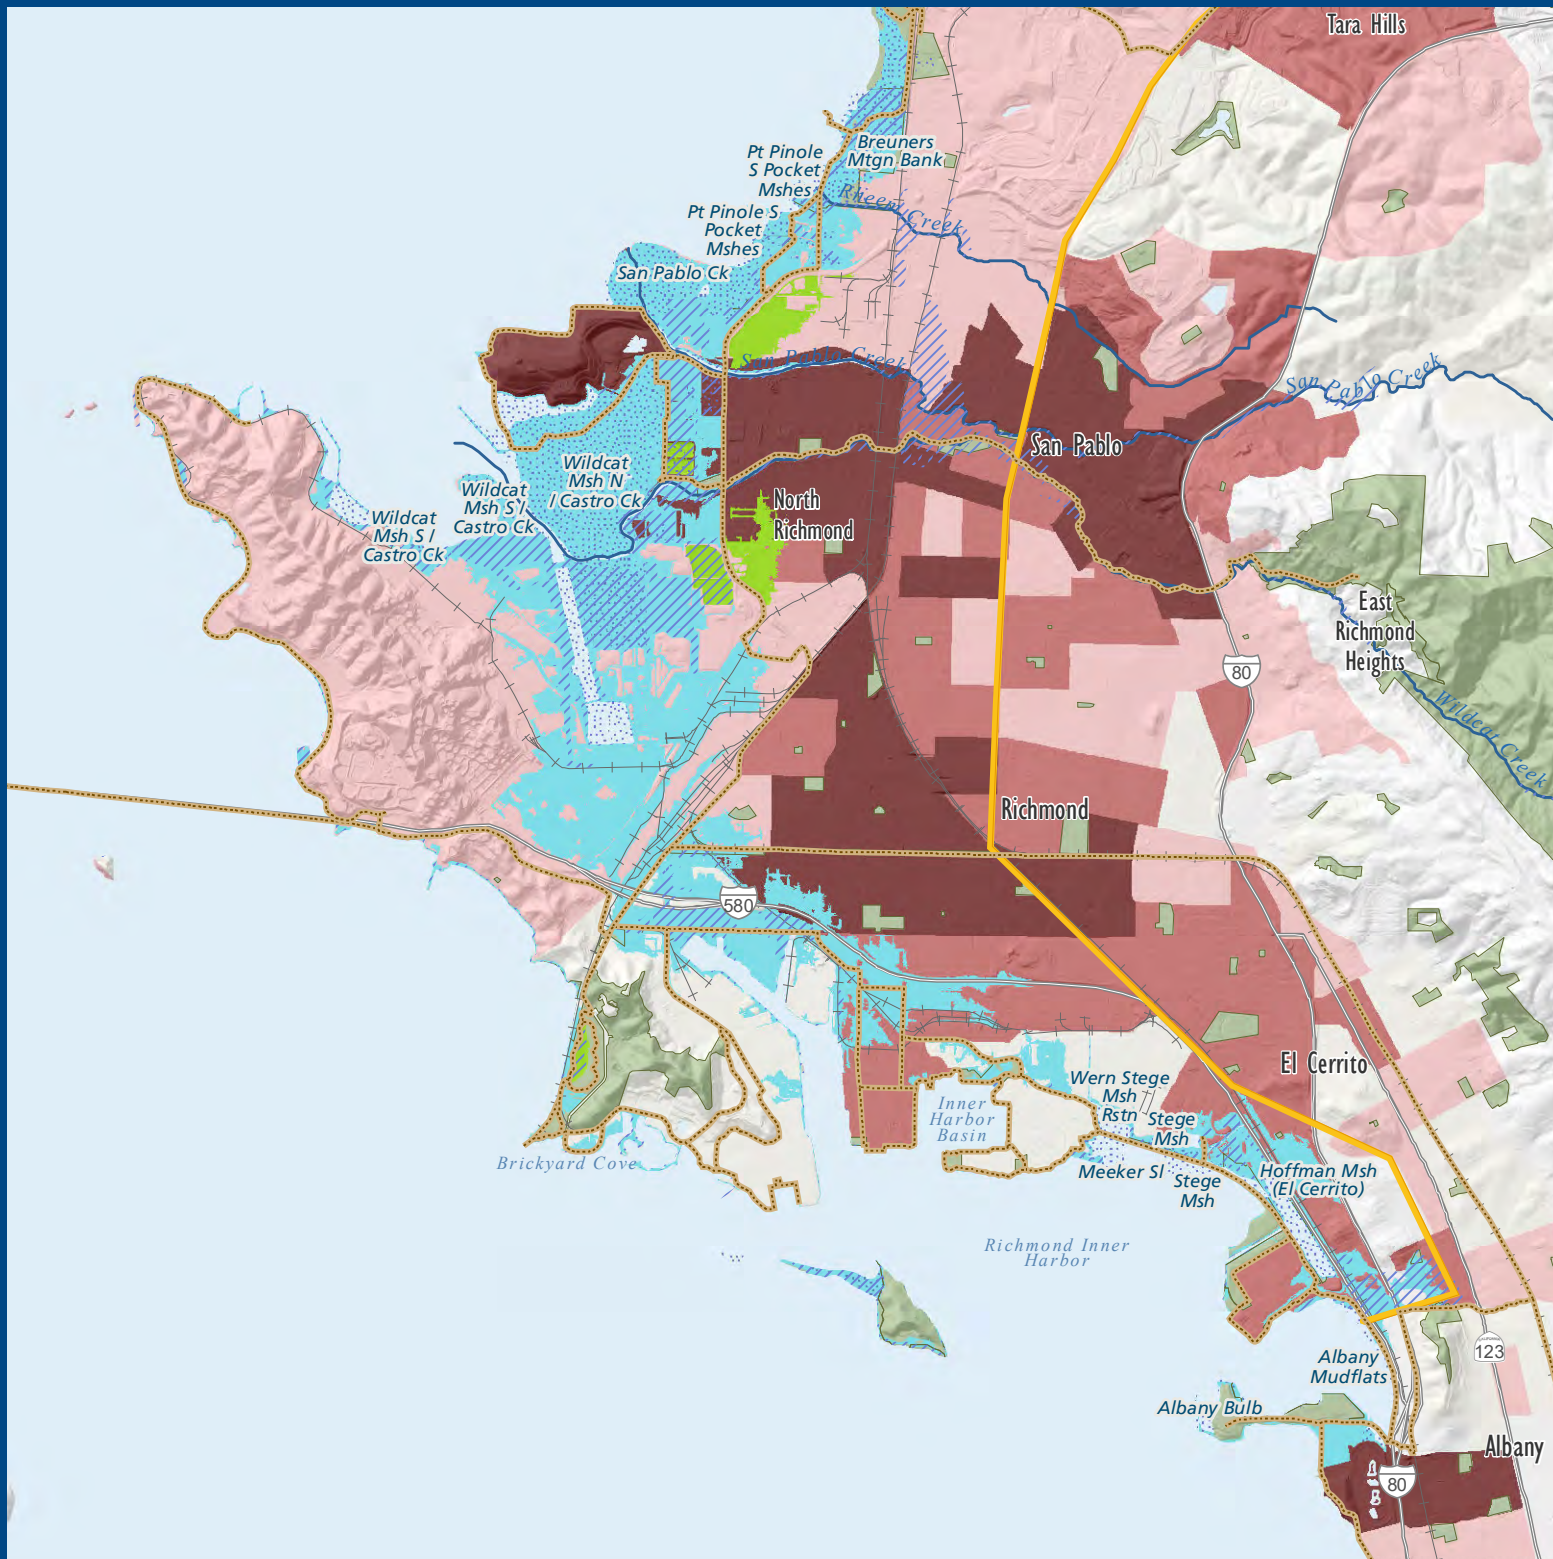 Tara Hills
Breuners
Mtgn Bank
Pt Pinole
S Pocket
Mshes
Rheem Creek
Pt Pinole S
Pocket
Mshes
San Pablo Ck
San Pablo Creek
San Pablo Creek
San Pablo
Wildcat
Msh N
/ Castro Ck
Wildcat
Msh S /
Castro Ck
Wildcat
Msh S /
Castro Ck
North
Richmond
East
Richmond
Heights
80
Wildcat Creek
Richmond
580
El Cerrito
Wern Stege
Msh
Rstn
Stege
Msh
Inner
Harbor
Basin
Brickyard Cove
Meeker Sl
Stege
Msh
Hoffman Msh
(El Cerrito)
Richmond Inner
Harbor
CALIFORNIA
123
Albany
Mudflats
Albany Bulb
Albany
80